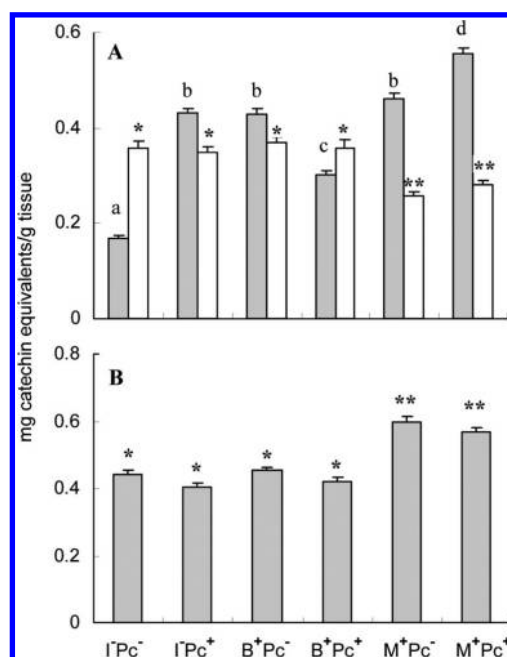 0.6
A
d
b
b
b
*
*
*
*
0.4
c
**
**
0.2
a
0
mg catechin equivalents/g tissue
0.8
B
**
**
0.6
*
*
*
*
0.4
0.2
0
I⁻Pc⁻ I⁻Pc⁺ B⁺Pc⁻ B⁺Pc⁺ M⁺Pc⁻ M⁺Pc⁺